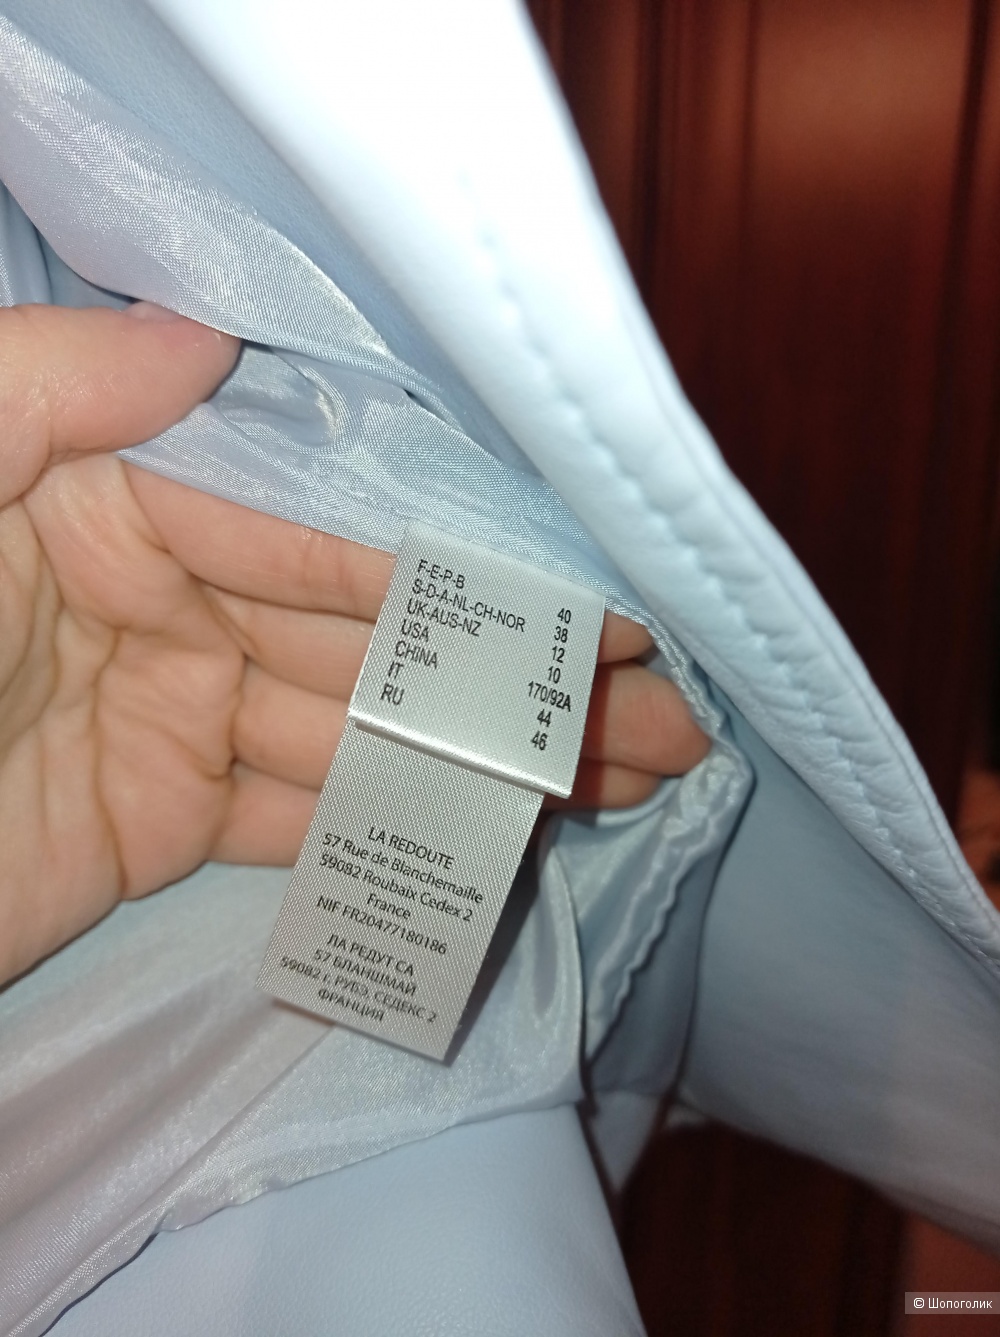 F-E-P-B 40
S-D-A-NL-CH-NOR 38
UK-AUS-NZ 12
USA 10
CHINA 170/92A
IT 44
RU 46
LA REDOUTE
57 Rue de Blanchemaille
59082 Roubaix Cedex 2
France
NIF FR20477180186
ЛА РЕДУТ СА
57 БЛАНШМАЙ
59082 г. РУБЭ, СЕДЕКС 2
ФРАНЦИЯ
© Шопоголик